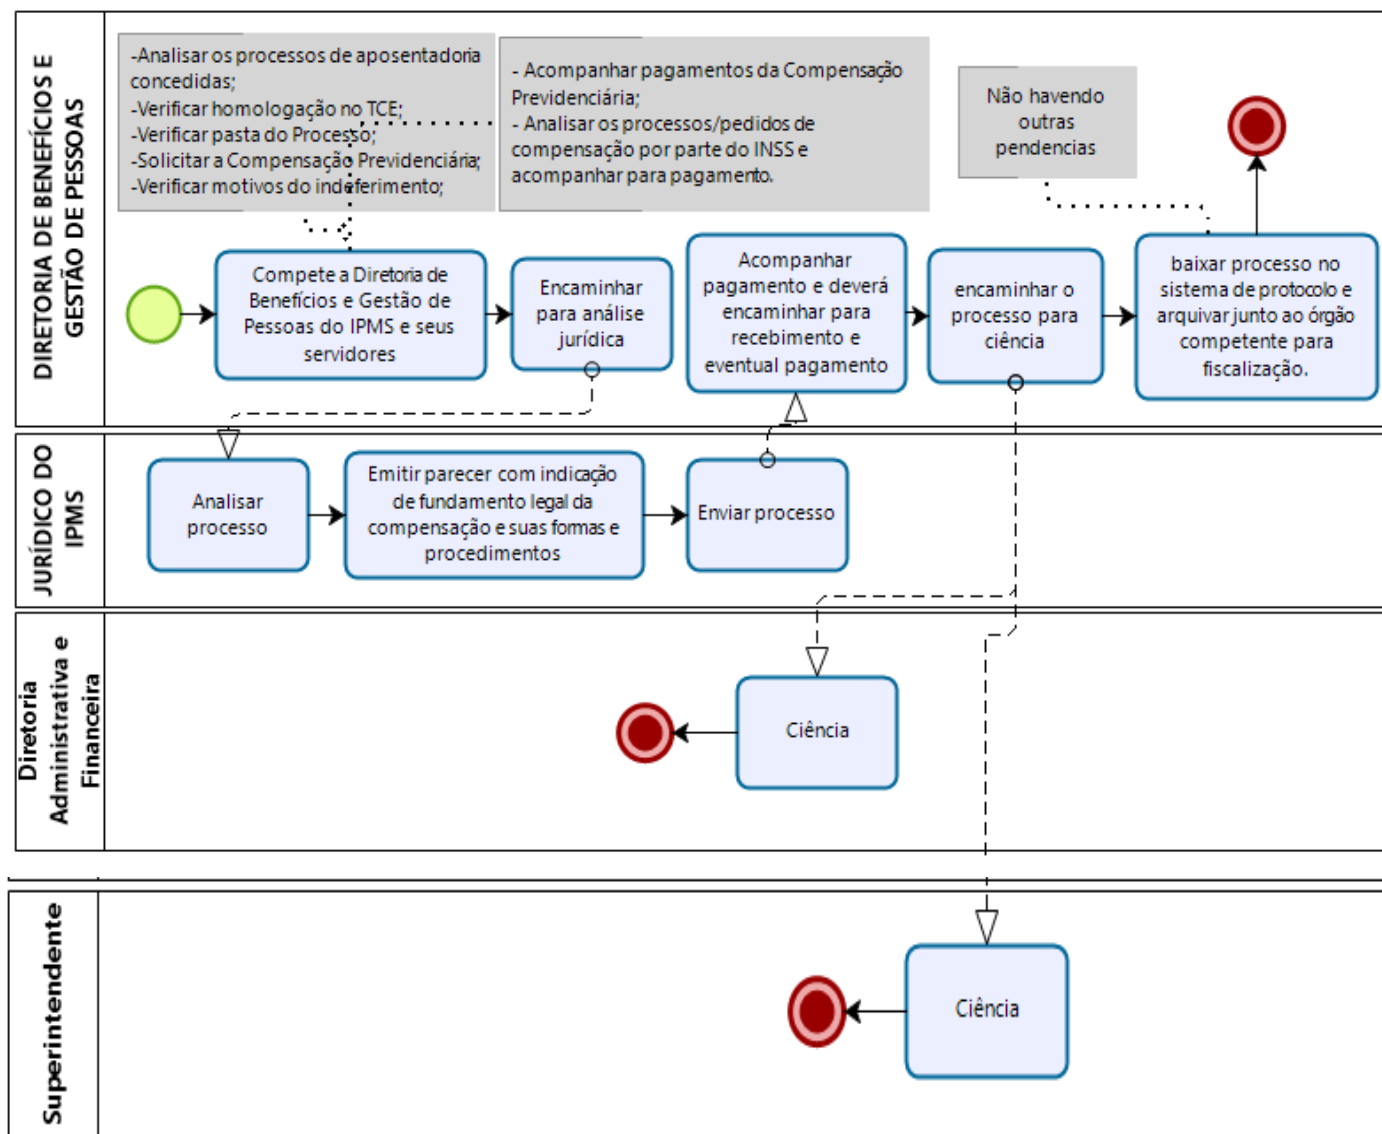 DIRETORIA DE BENEFÍCIOS E
GESTÃO DE PESSOAS
-Analisar os processos de aposentadoria
concedidas;
-Verificar homologação no TCE;
-Verificar pasta do Processo;
-Solicitar a Compensação Previdenciária;
-Verificar motivos do indeferimento;
- Acompanhar pagamentos da Compensação
Previdenciária;
- Analisar os processos/pedidos de
compensação por parte do INSS e
acompanhar para pagamento.
Não havendo
outras
pendencias
Compete a Diretoria de
Benefícios e Gestão de
Pessoas do IPMS e seus
servidores
Encaminhar
para análise
jurídica
Acompanhar
pagamento e deverá
encaminhar para
recebimento e
eventual pagamento
encaminhar o
processo para
ciência
baixar processo no
sistema de protocolo e
arquivar junto ao órgão
competente para
fiscalização.
JURÍDICO DO
IPMS
Analisar
processo
Emitir parecer com indicação
de fundamento legal da
compensação e suas formas e
procedimentos
Enviar processo
Diretoria
Administrativa e
Financeira
Ciência
Superintendente
Ciência